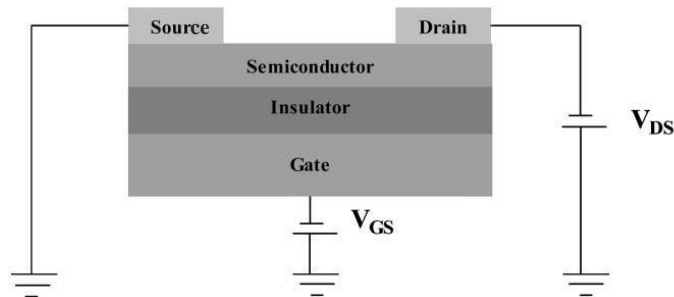 Source
Drain
Semiconductor
Insulator
Gate
VDS
VGS